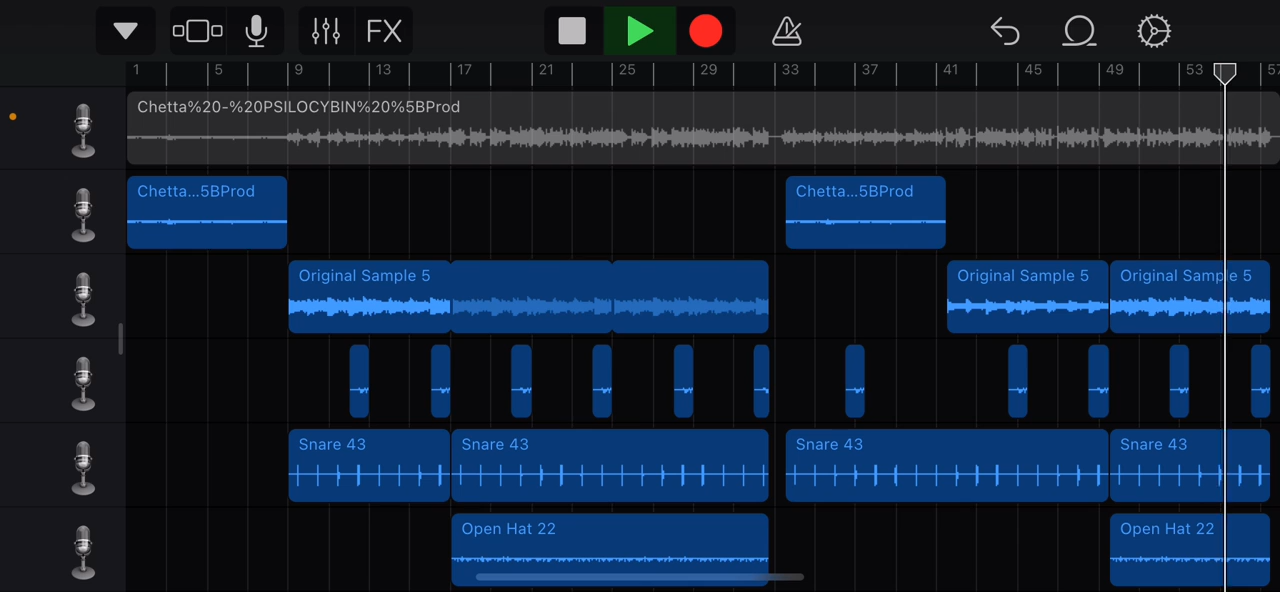 FX
1 5 9 13 17 21 25 29 33 37 41 45 49 53 57
Chetta%20-%20PSILOCYBIN%20%5BProd
Chetta...5BProd Chetta...5BProd
Original Sample 5 Original Sample 5 Original Sample 5
Snare 43 Snare 43 Snare 43 Snare 43
Open Hat 22 Open Hat 22